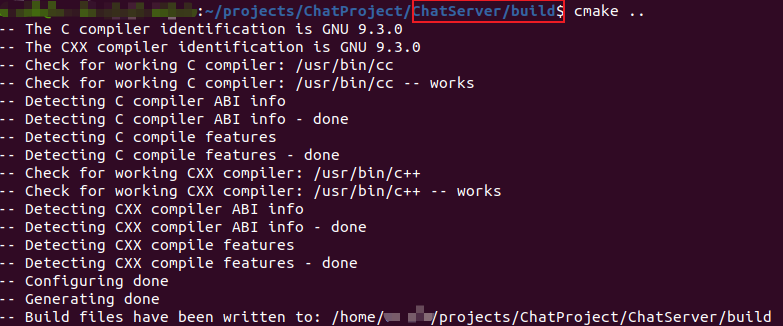 :~/projects/ChatProject/ChatServer/build$ cmake ..
-- The C compiler identification is GNU 9.3.0
-- The CXX compiler identification is GNU 9.3.0
-- Check for working C compiler: /usr/bin/cc
-- Check for working C compiler: /usr/bin/cc -- works
-- Detecting C compiler ABI info
-- Detecting C compiler ABI info - done
-- Detecting C compile features
-- Detecting C compile features - done
-- Check for working CXX compiler: /usr/bin/c++
-- Check for working CXX compiler: /usr/bin/c++ -- works
-- Detecting CXX compiler ABI info
-- Detecting CXX compiler ABI info - done
-- Detecting CXX compile features
-- Detecting CXX compile features - done
-- Configuring done
-- Generating done
-- Build files have been written to: /home/ /projects/ChatProject/ChatServer/build